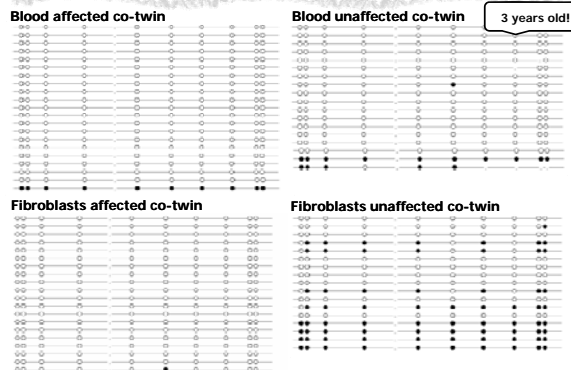 Blood affected co-twin
Blood unaffected co-twin
3 years old!
Fibroblasts affected co-twin
Fibroblasts unaffected co-twin